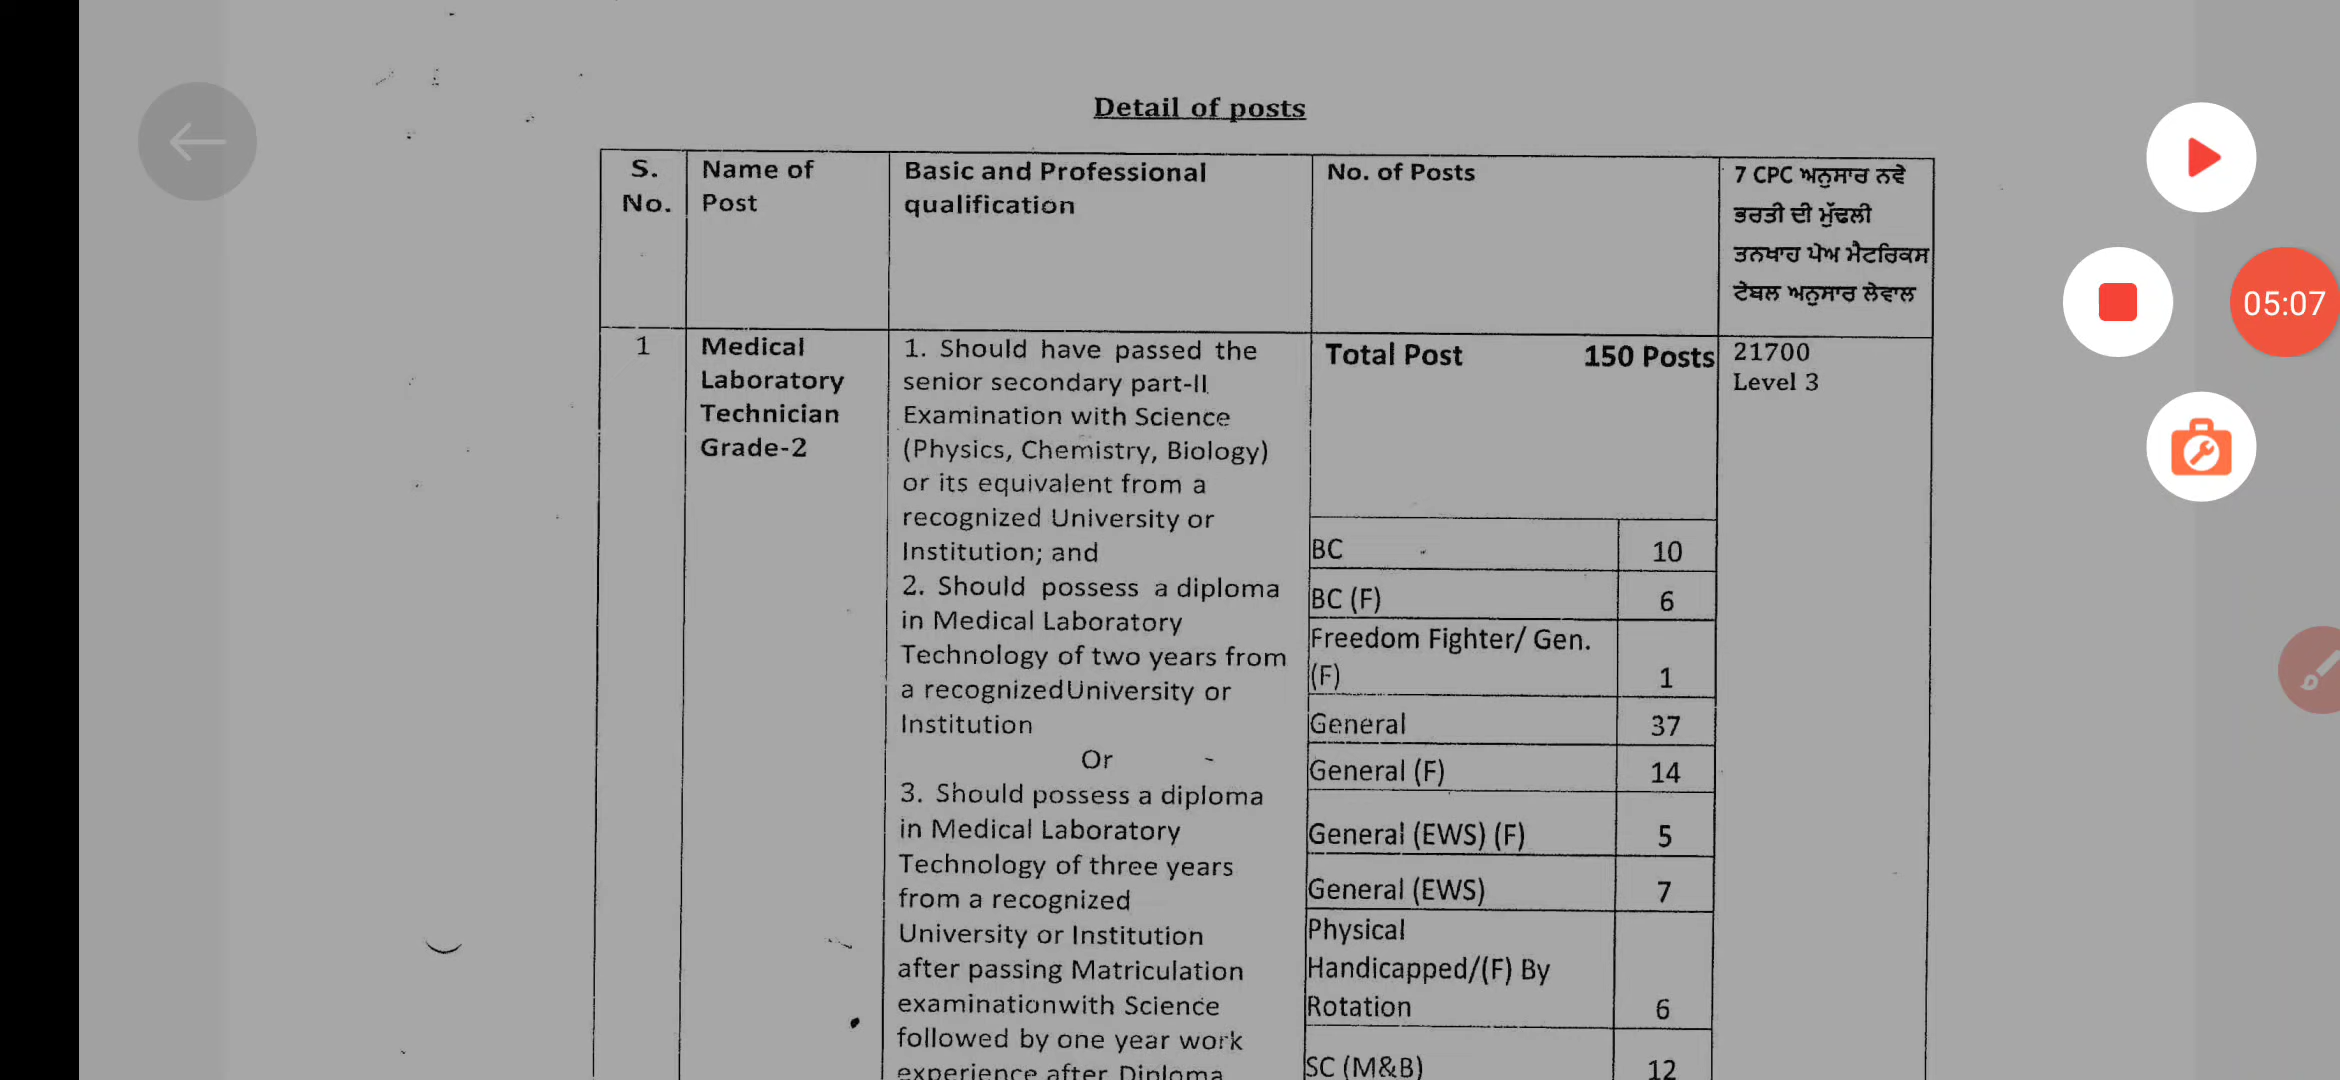 Detail of posts
S. No.
Name of Post
Basic and Professional qualification
No. of Posts
7 CPC ਅਨੁਸਾਰ ਨਵੇ
ਭਰਤੀ ਦੀ ਮੁੱਢਲੀ
ਤਨਖਾਹ ਪੇਅ ਮੈਟਰਿਕਸ
ਟੇਬਲ ਅਨੁਸਾਰ ਲੇਵਾਲ
1
Medical
Laboratory
Technician
Grade-2
1. Should have passed the
senior secondary part-II
Examination with Science
(Physics, Chemistry, Biology)
or its equivalent from a
recognized University or
Institution; and
2. Should possess a diploma
in Medical Laboratory
Technology of two years from
a recognizedUniversity or
Institution
Or
3. Should possess a diploma
in Medical Laboratory
Technology of three years
from a recognized
University or Institution
after passing Matriculation
examinationwith Science
followed by one year work
experience after Diploma
Total Post 150 Posts
BC 10
BC (F) 6
Freedom Fighter/ Gen.
(F) 1
General 37
General (F) 14
General (EWS) (F) 5
General (EWS) 7
Physical
Handicapped/(F) By
Rotation 6
SC (M&B) 12
21700
Level 3
05:07